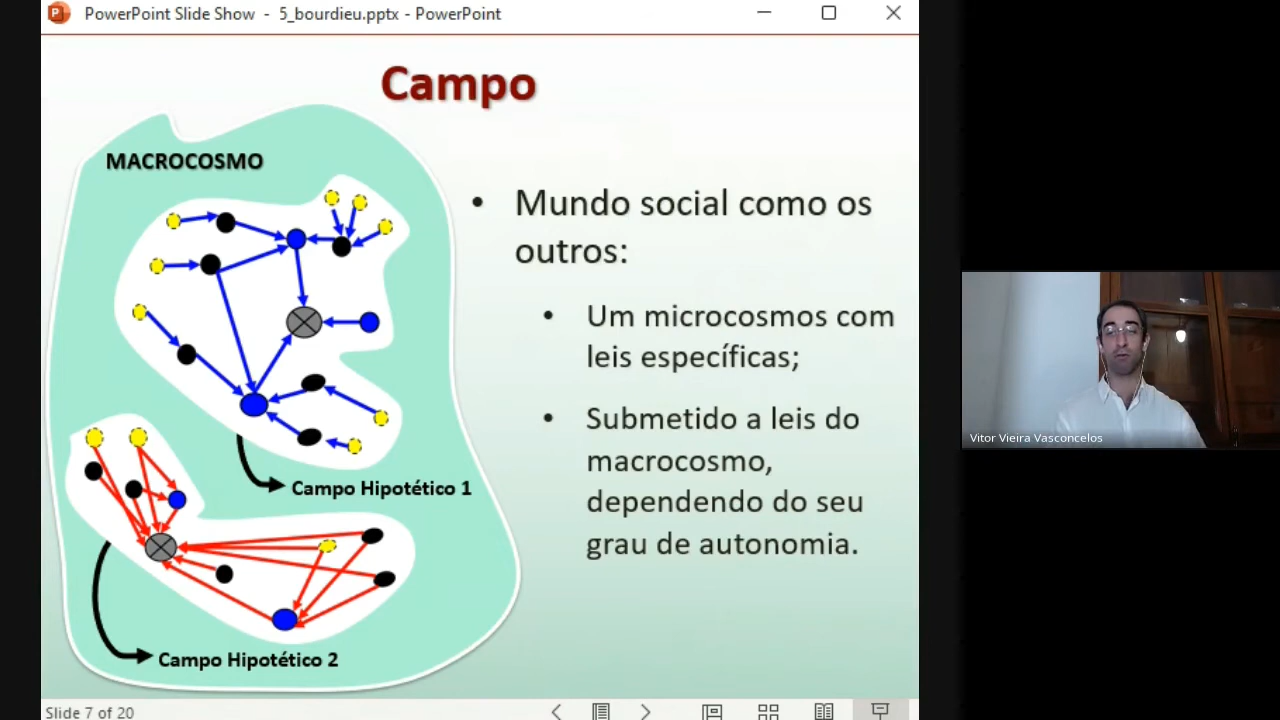 PowerPoint Slide Show - 5_bourdieu.pptx - PowerPoint
Campo
MACROCOSMO
Campo Hipotético 1
Campo Hipotético 2
• Mundo social como os
outros:
• Um microcosmos com
leis específicas;
• Submetido a leis do
macrocosmo,
dependendo do seu
grau de autonomia.
Vitor Vieira Vasconcelos
Slide 7 of 20